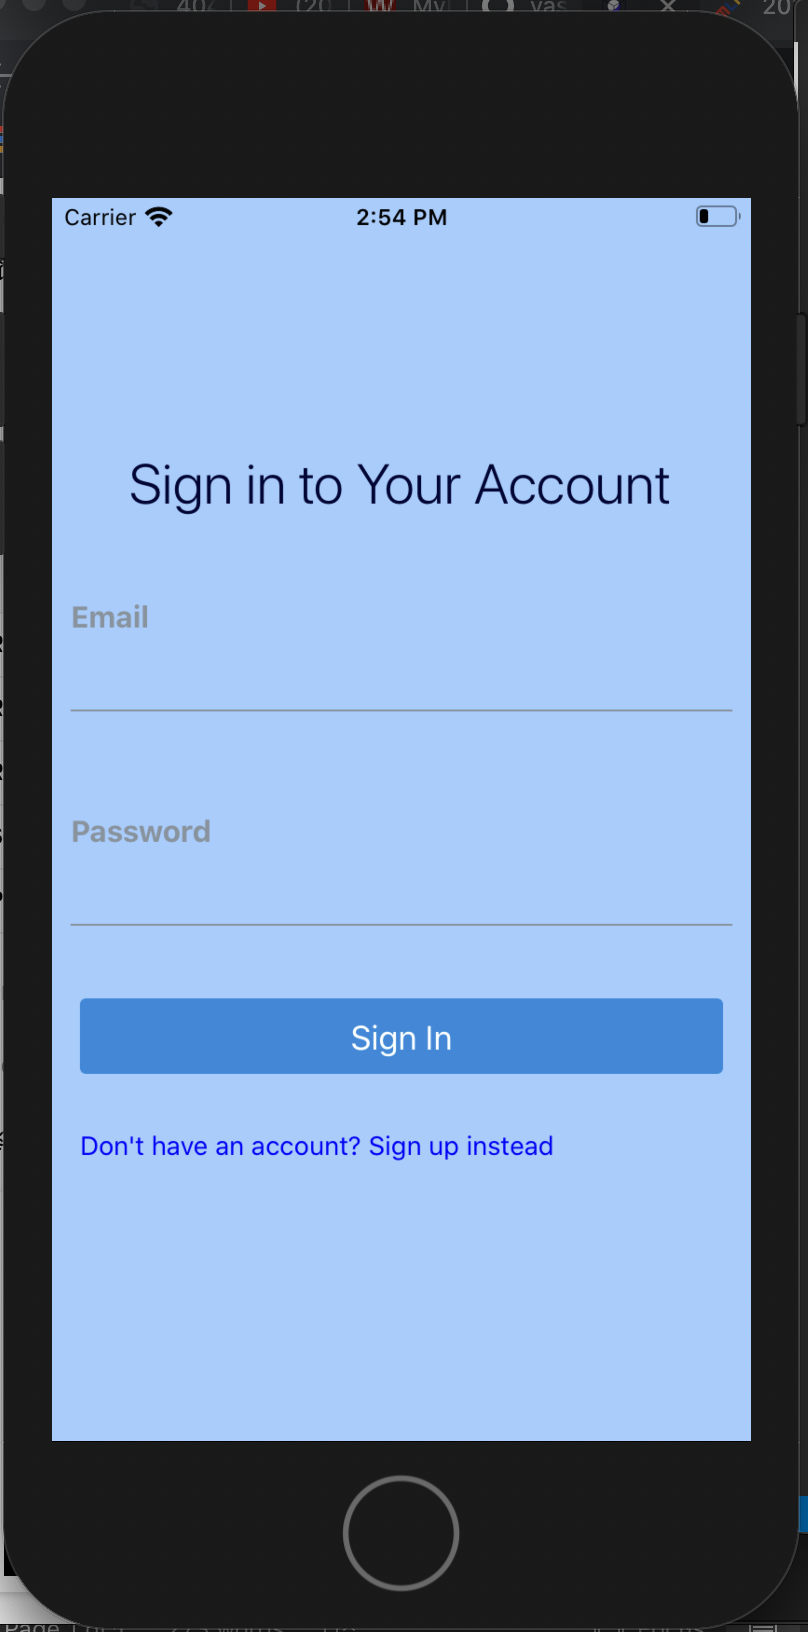 Carrier 2:54 PM
Sign in to Your Account
Email
Password
Sign In
Don't have an account? Sign up instead